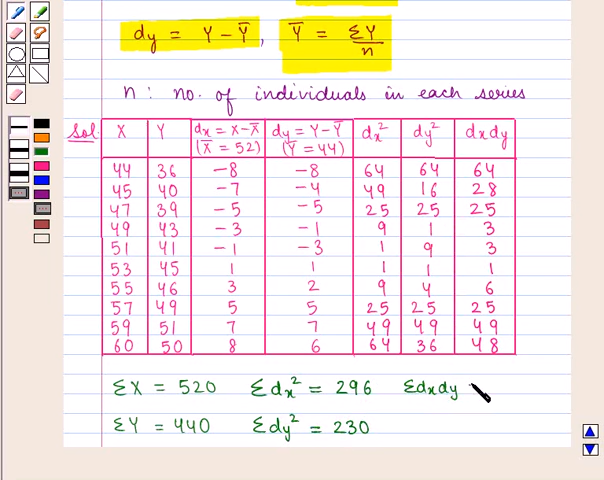 dy = Y − Y̅ , Y̅ = ΣY/n
n : no. of individuals in each series
Sol. X Y dx = X−X̅ (X̅ = 52) dy = Y−Y̅ (Y̅ = 44) dx² dy² dxdy
44 36 −8 −8 64 64 64
45 40 −7 −4 49 16 28
47 39 −5 −5 25 25 25
49 43 −3 −1 9 1 3
51 41 −1 −3 1 9 3
53 45 1 1 1 1 1
55 46 3 2 9 4 6
57 49 5 5 25 25 25
59 51 7 7 49 49 49
60 50 8 6 64 36 48
ΣX = 520 Σdx² = 296 Σdxdy
ΣY = 440 Σdy² = 230